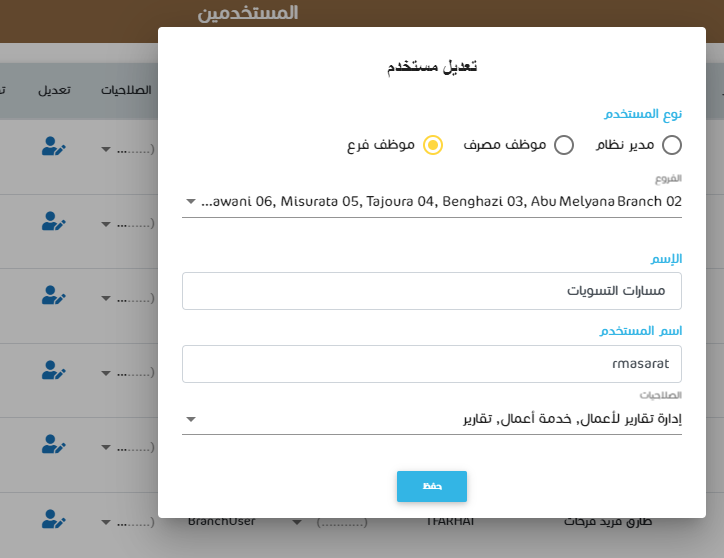 المستخدمين
الصلاحيات
تعديل
تعديل مستخدم
نوع المستخدم
مدير نظام
موظف مصرف
موظف فرع
الفروع
...awani 06, Misurata 05, Tajoura 04, Benghazi 03, Abu Melyana Branch 02
الإسم
مسارات التسويات
اسم المستخدم
rmasarat
الصلاحيات
إدارة تقارير لأعمال, خدمة أعمال, تقارير
حفظ
طارق فريد فرحات
TFARHAT
(...........)
BranchUser